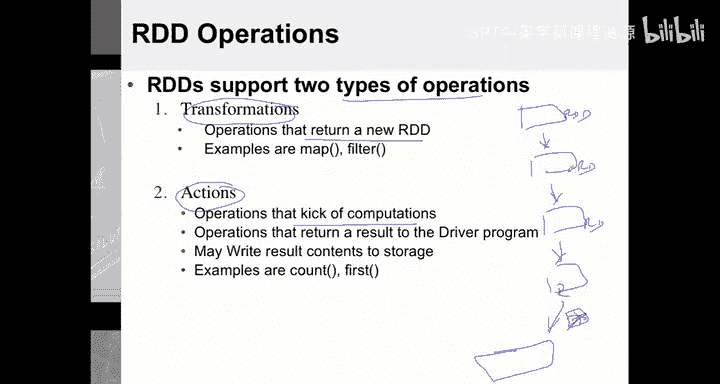 RDD Operations
bilibili
• RDDs support two types of operations
1. Transformations
• Operations that return a new RDD
• Examples are map(), filter()
2. Actions
• Operations that kick of computations
• Operations that return a result to the Driver program
• May Write result contents to storage
• Examples are count(), first()
RDD
RD
RD